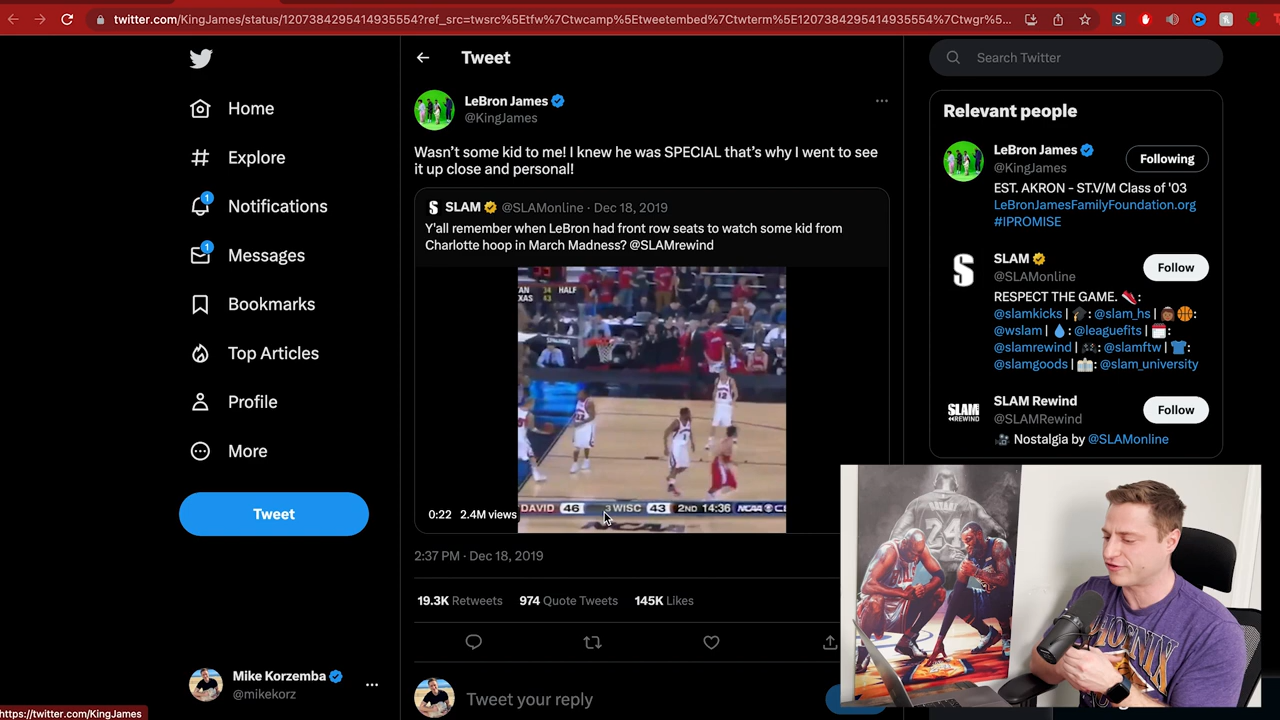 twitter.com/KingJames/status/1207384295414935554?ref_src=twsrc%5Etfw%7Ctwcamp%5Etweetembed%7Ctwterm%5E1207384295414935554%7Ctwgr%5...
Home
Explore
1
Notifications
1
Messages
Bookmarks
Top Articles
Profile
More
Tweet
Mike Korzemba
@mikekorz
https://twitter.com/KingJames
Tweet
LeBron James
@KingJames
Wasn't some kid to me! I knew he was SPECIAL that's why I went to see
it up close and personal!
SLAM @SLAMonline · Dec 18, 2019
Y'all remember when LeBron had front row seats to watch some kid from
Charlotte hoop in March Madness? @SLAMrewind
34 HALF
43
12
DAVID 46 WISC 43 2ND 14:36 NCAA
0:22 2.4M views
2:37 PM · Dec 18, 2019
19.3K Retweets 974 Quote Tweets 145K Likes
Tweet your reply
Search Twitter
Relevant people
LeBron James
@KingJames
Following
EST. AKRON - ST.V/M Class of '03
LeBronJamesFamilyFoundation.org
#IPROMISE
SLAM
@SLAMonline
Follow
RESPECT THE GAME. 👟:
@slamkicks | 🎓: @slam_hs | 👩🏾🏀:
@wslam | 💧: @leaguefits | 🗓:
@slamrewind | 🎮: @slamftw | 👕:
@slamgoods | 🏫: @slam_university
SLAM Rewind
@SLAMRewind
Follow
📽 Nostalgia by @SLAMonline
24